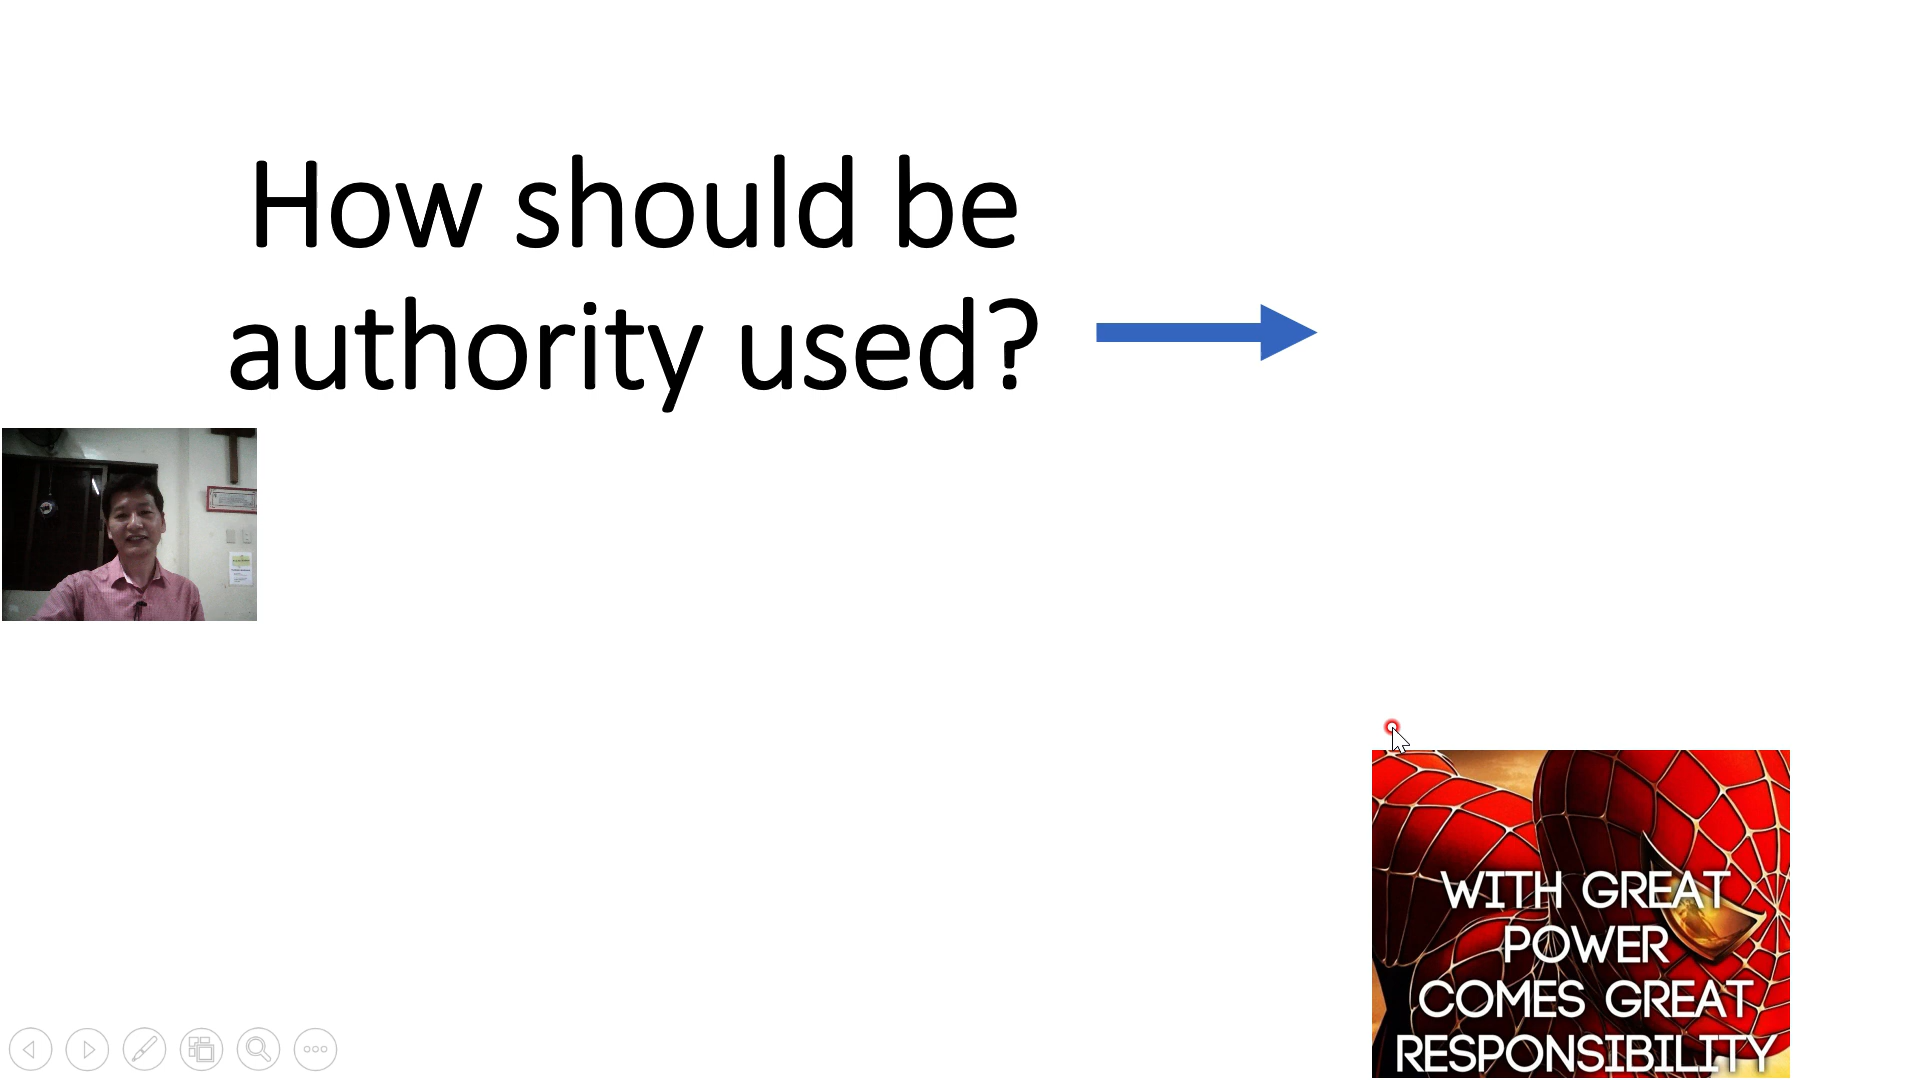 How should be
authority used?
WITH GREAT
POWER
COMES GREAT
RESPONSIBILITY